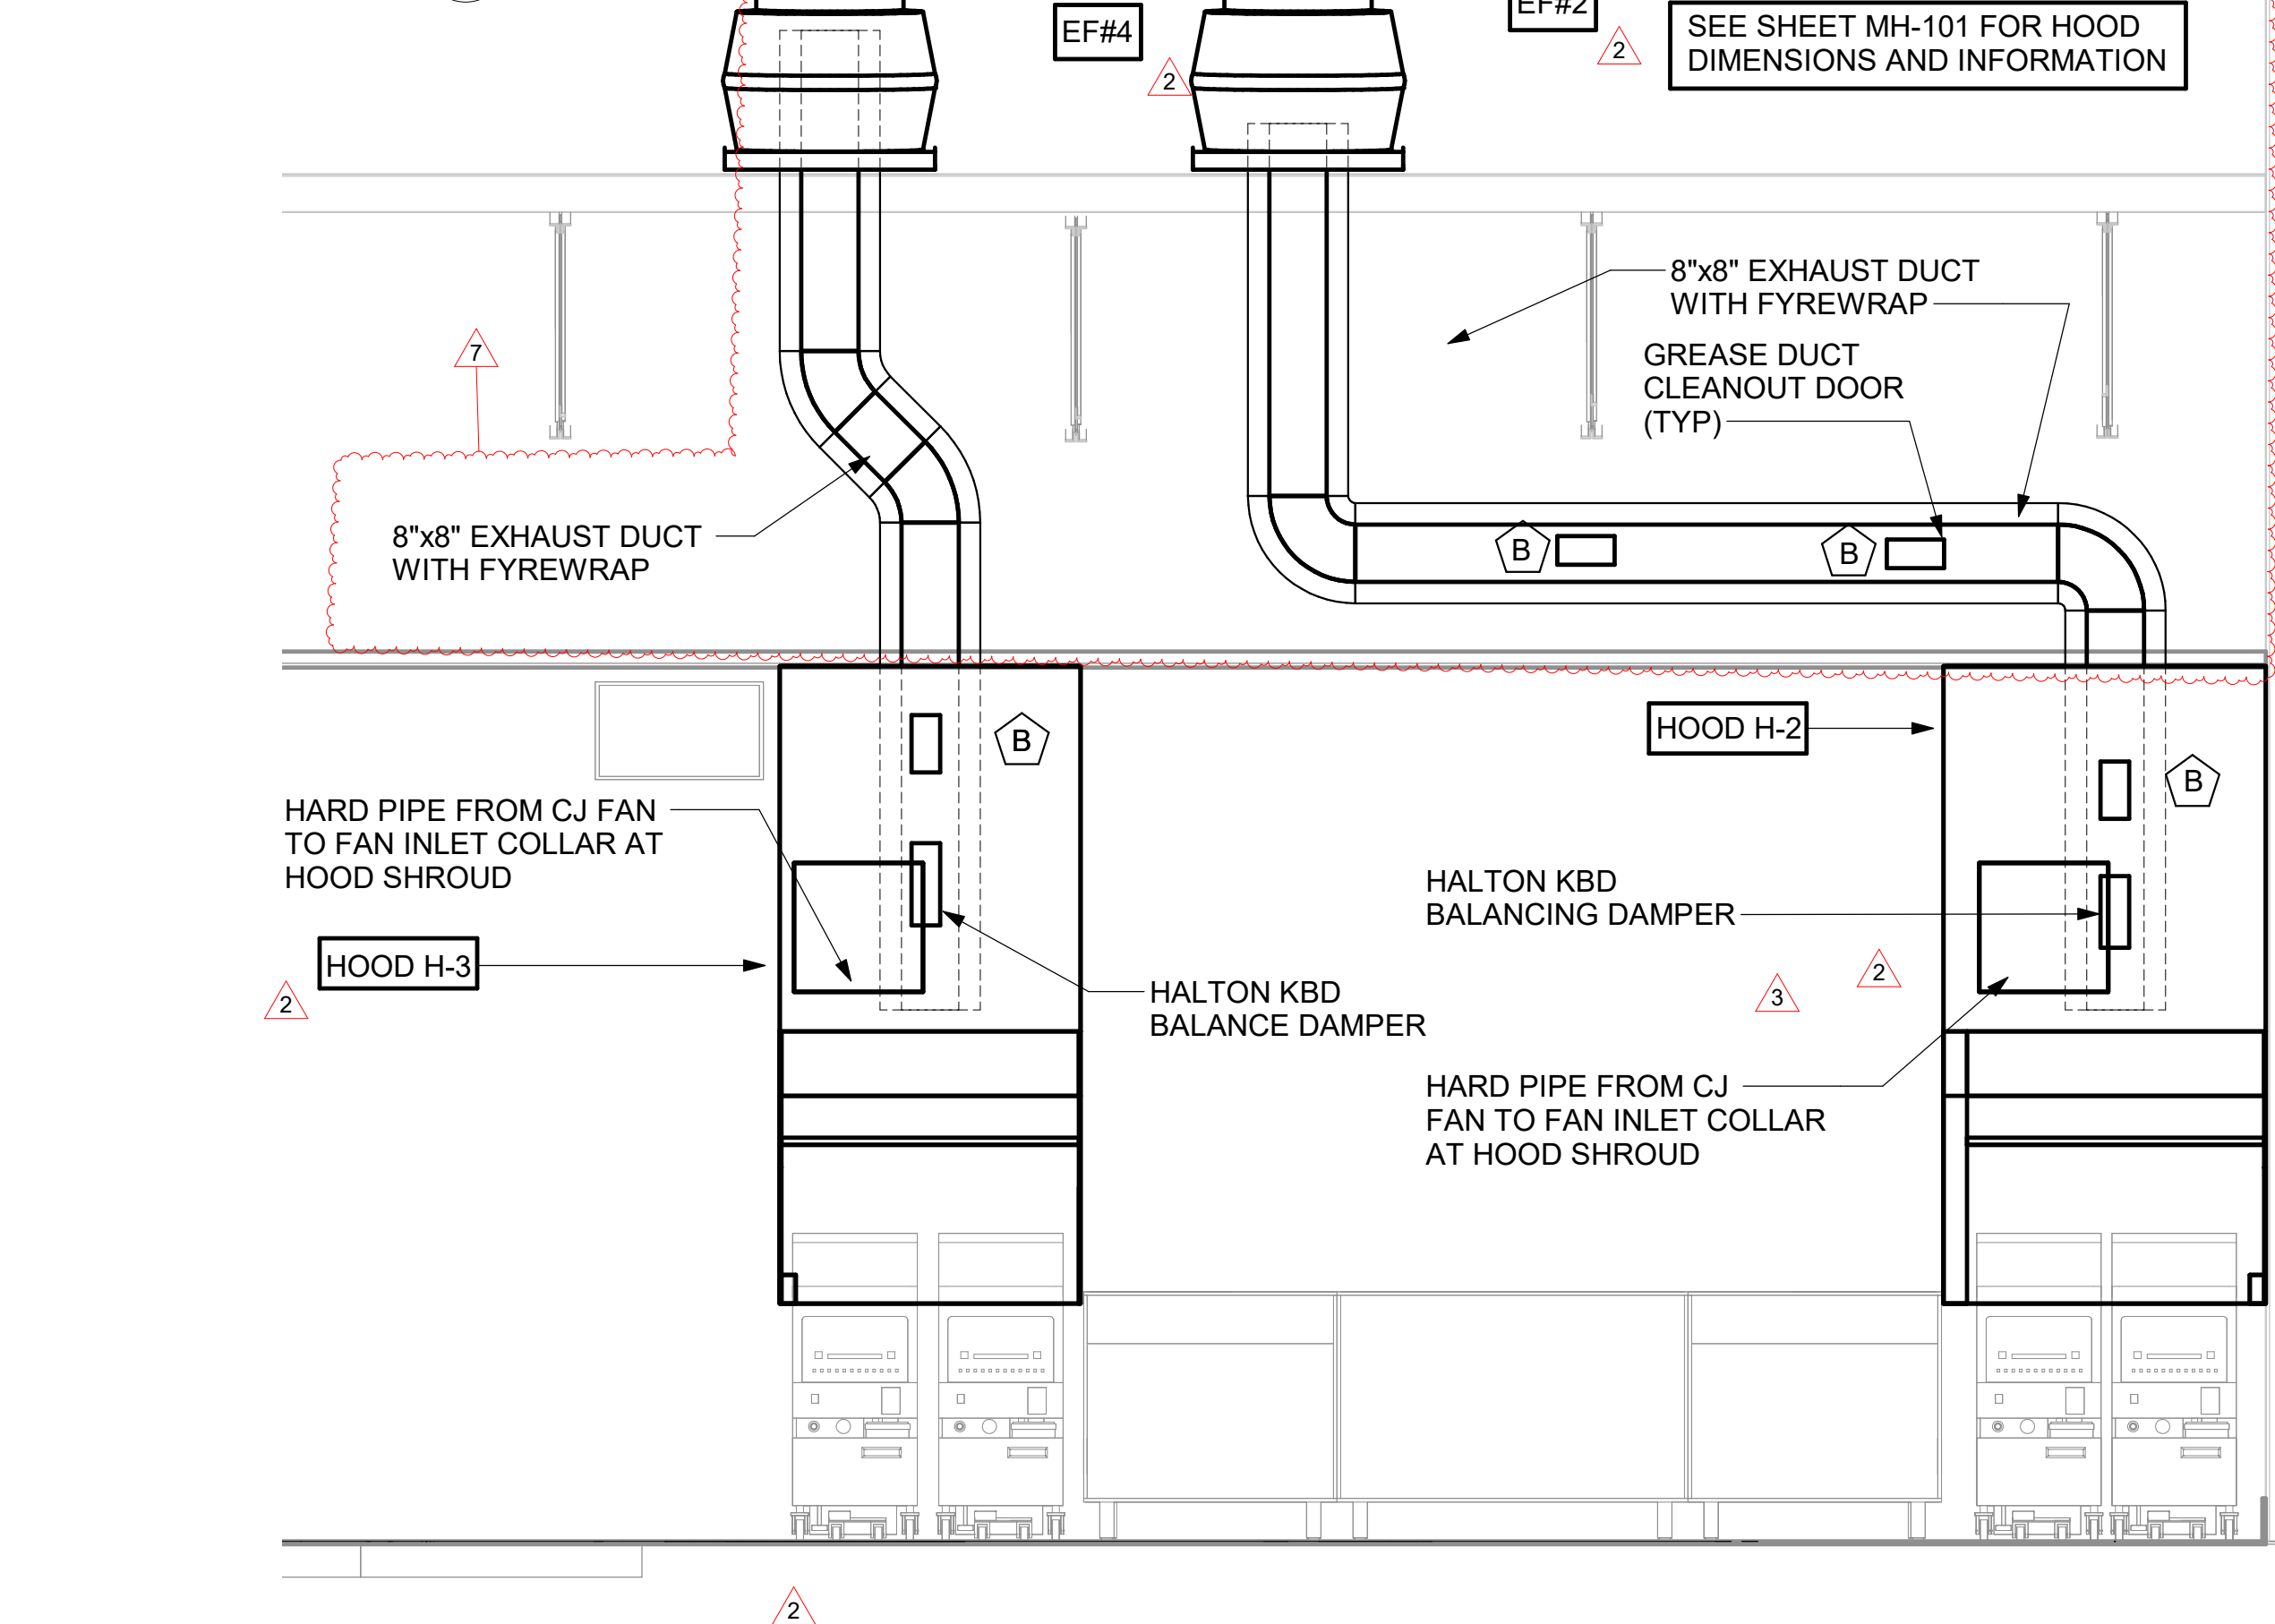 EF#4
2
EF#2
2
SEE SHEET MH-101 FOR HOOD
DIMENSIONS AND INFORMATION
8"x8" EXHAUST DUCT
WITH FYREWRAP
GREASE DUCT
CLEANOUT DOOR
(TYP)
7
8"x8" EXHAUST DUCT
WITH FYREWRAP
B
B
HOOD H-2
B
B
HARD PIPE FROM CJ FAN
TO FAN INLET COLLAR AT
HOOD SHROUD
HALTON KBD
BALANCING DAMPER
HOOD H-3
2
HALTON KBD
BALANCE DAMPER
3
2
HARD PIPE FROM CJ
FAN TO FAN INLET COLLAR
AT HOOD SHROUD
2